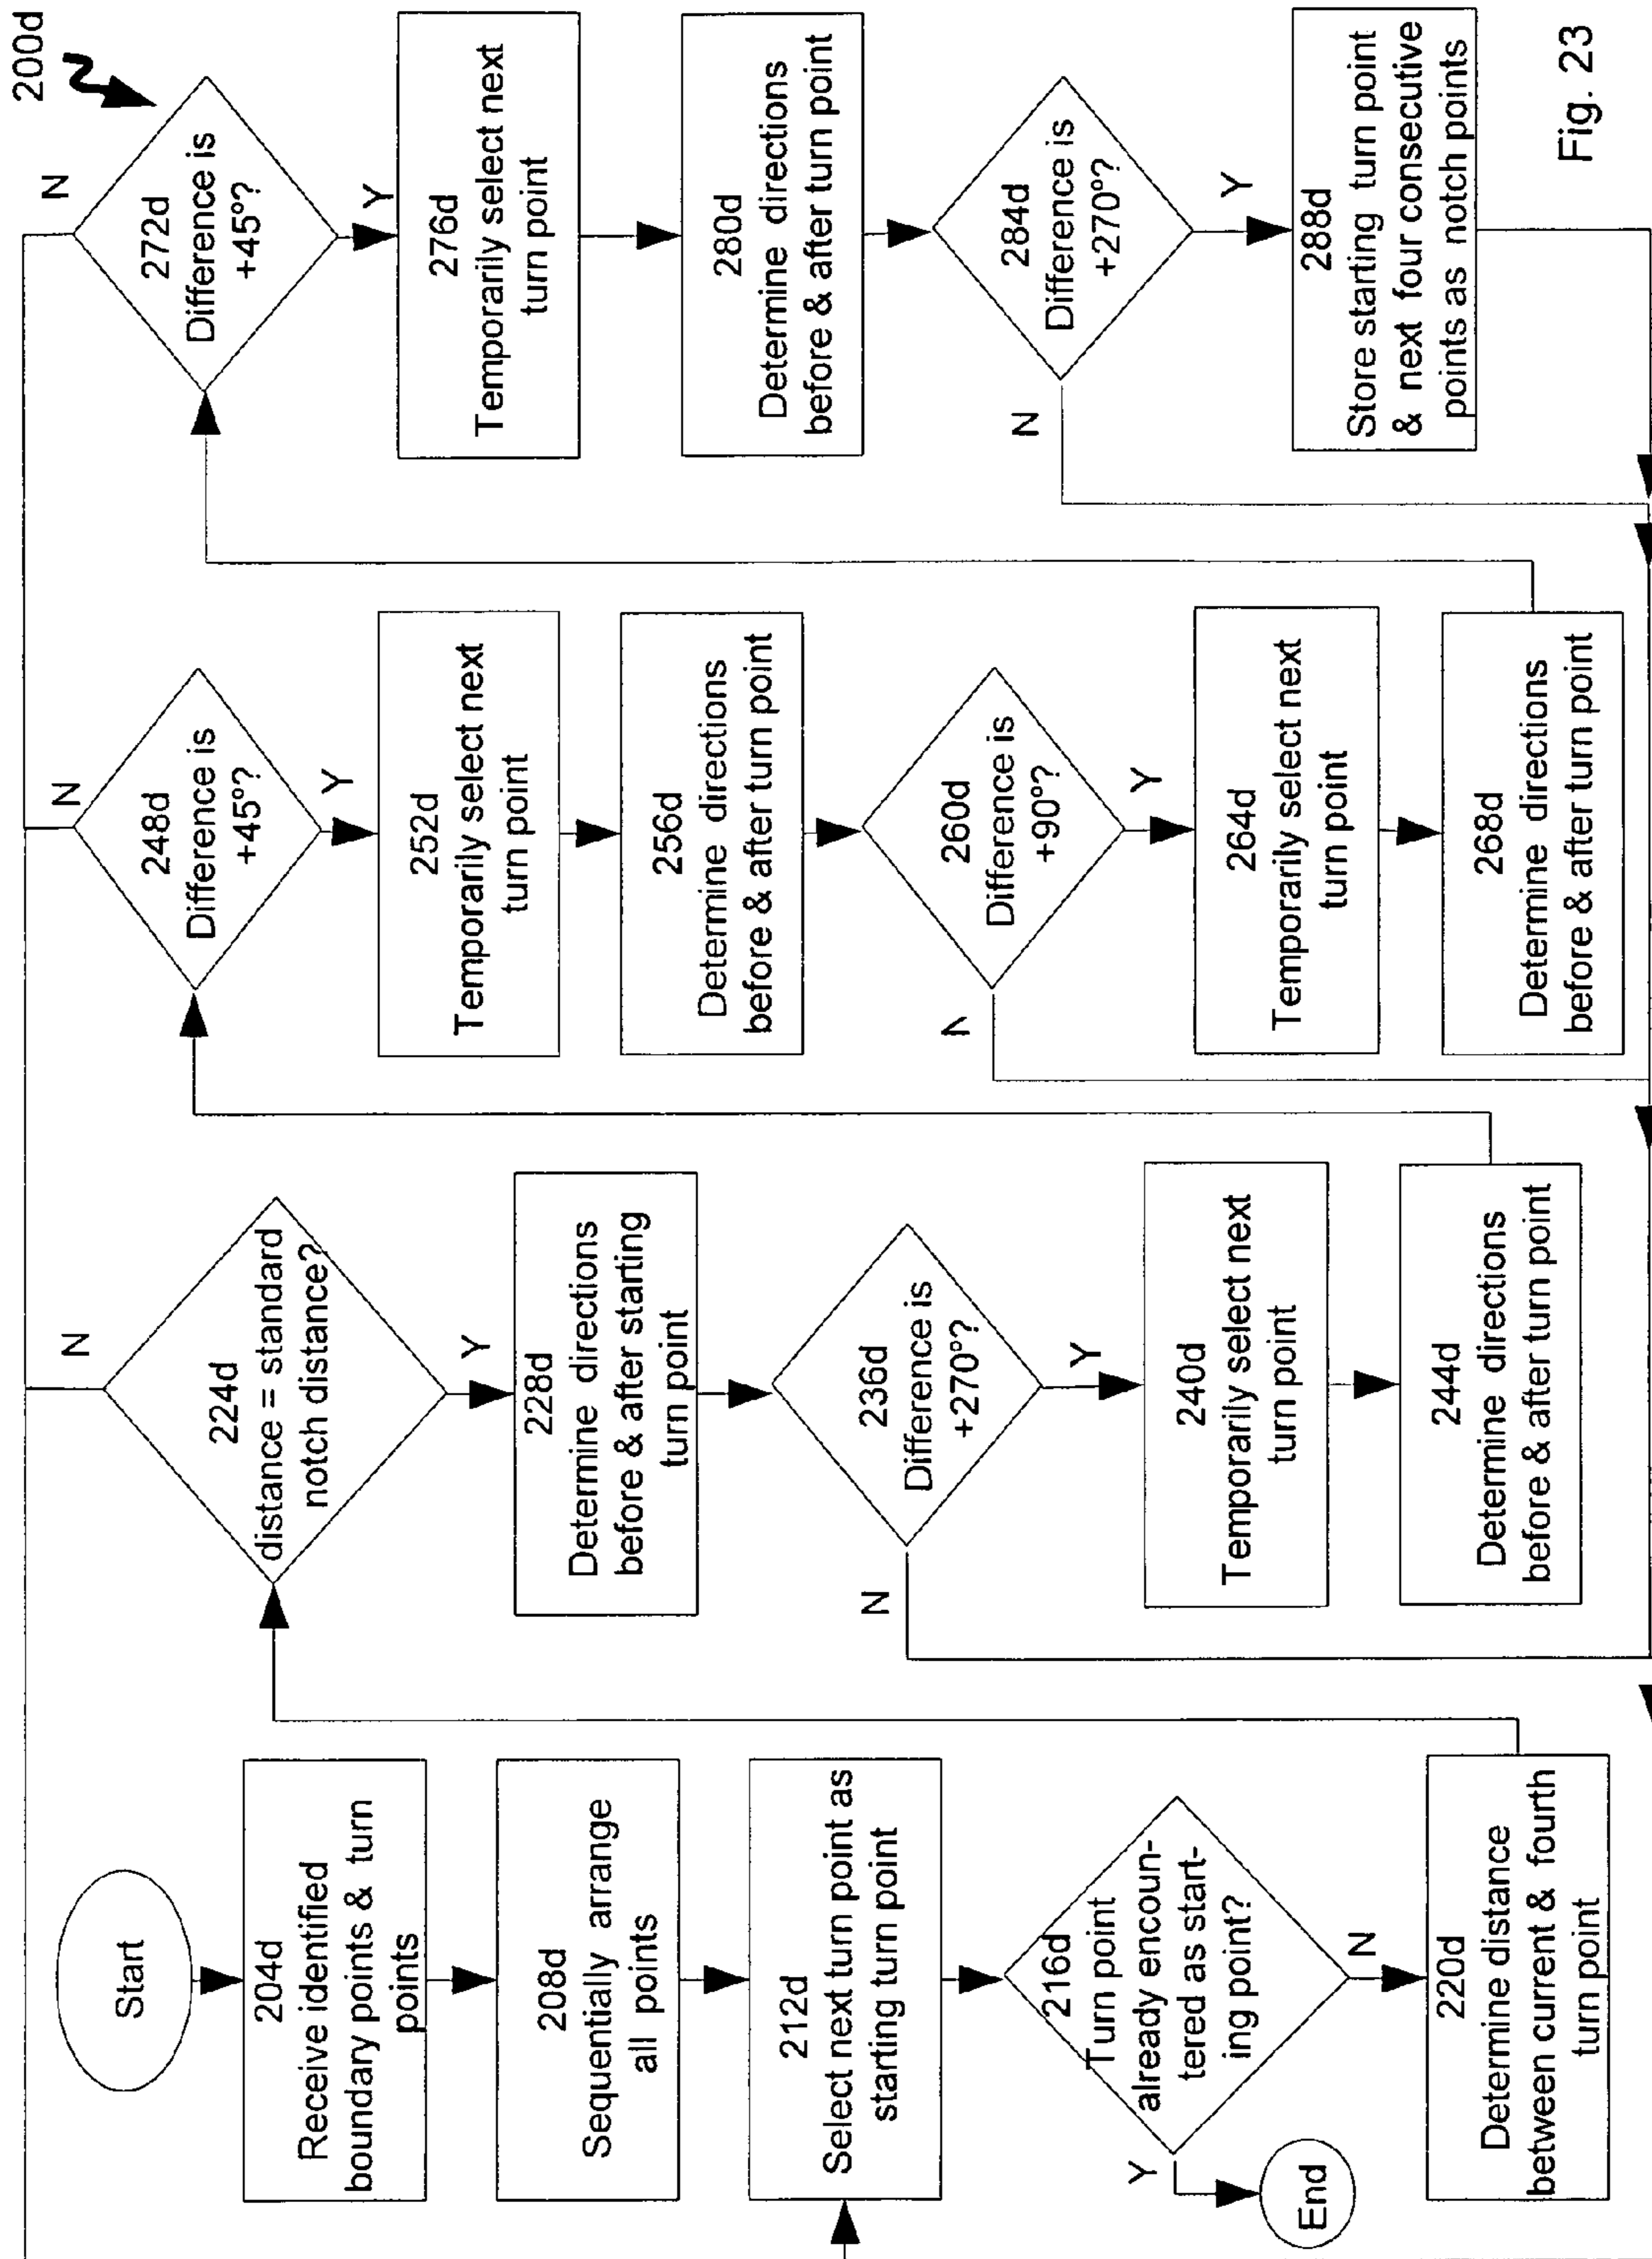 200d
Start
204d
Receive identified
boundary points & turn
points
208d
Sequentially arrange
all points
212d
Select next turn point as
starting turn point
216d
Turn point
already encoun-
tered as start-
ing point?
Y
End
N
220d
Determine distance
between current & fourth
turn point
224d
distance = standard
notch distance?
N
Y
228d
Determine directions
before & after starting
turn point
236d
Difference is
+270º?
N
Y
240d
Temporarily select next
turn point
244d
Determine directions
before & after turn point
248d
Difference is
+45º?
N
Y
252d
Temporarily select next
turn point
256d
Determine directions
before & after turn point
260d
Difference is
+90º?
N
Y
264d
Temporarily select next
turn point
268d
Determine directions
before & after turn point
272d
Difference is
+45º?
N
Y
276d
Temporarily select next
turn point
280d
Determine directions
before & after turn point
284d
Difference is
+270º?
N
Y
288d
Store starting turn point
& next four consecutive
points as notch points
Fig. 23